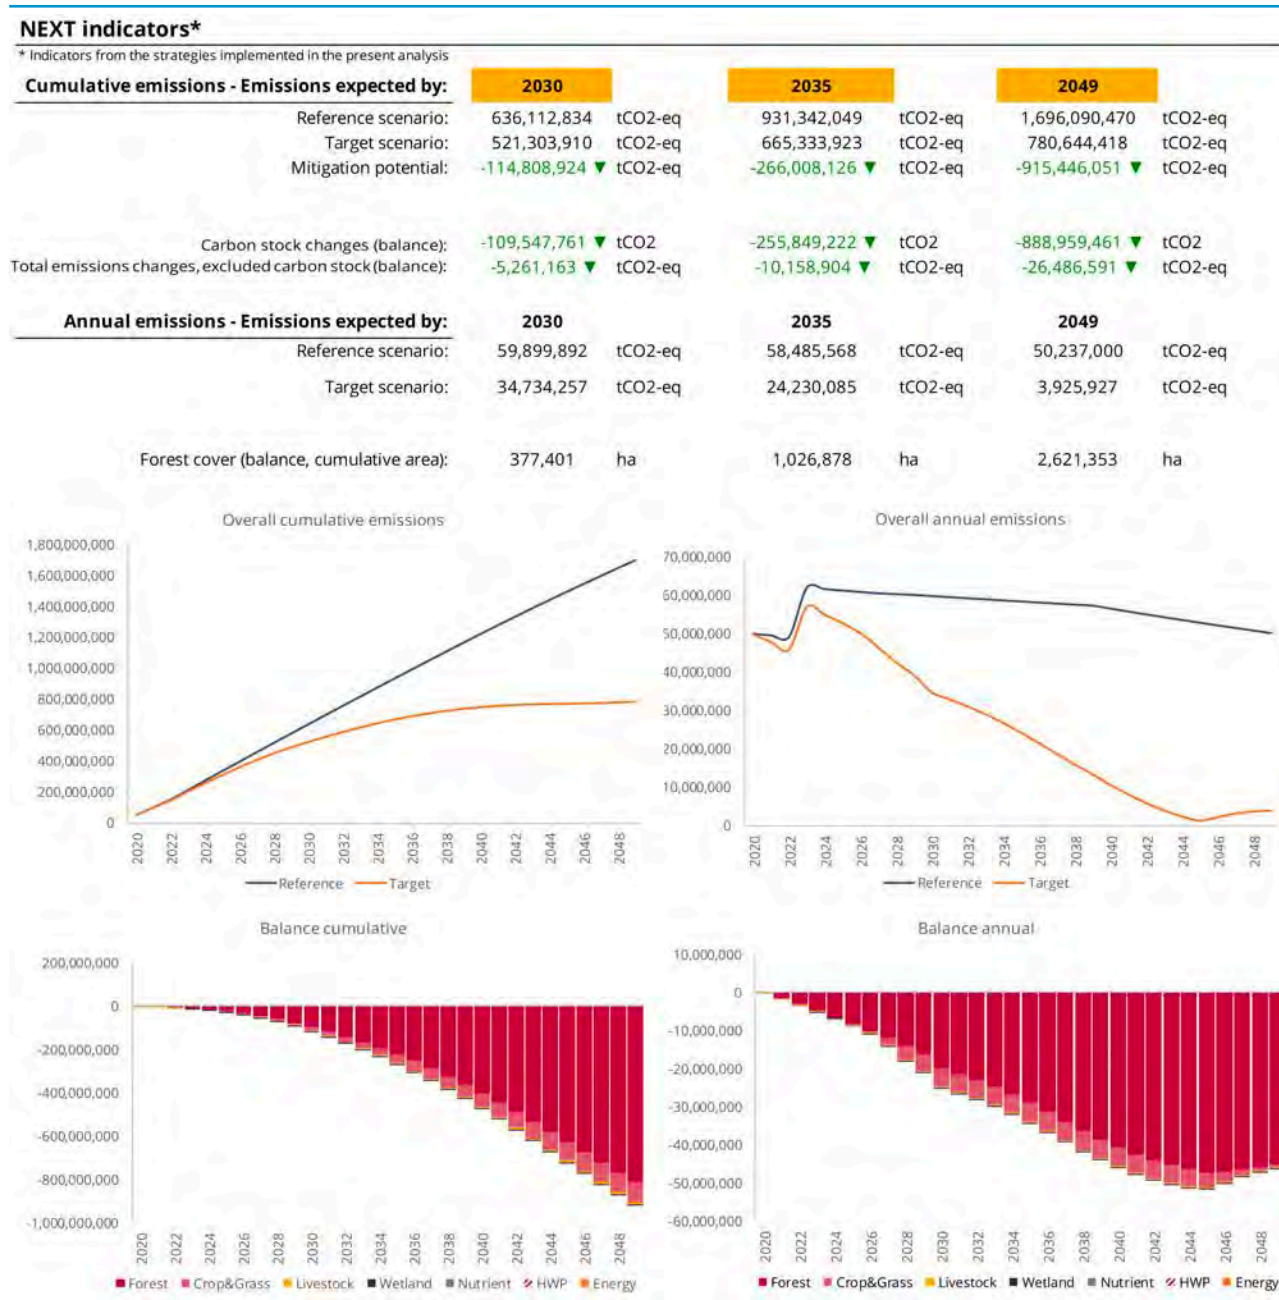 NEXT indicators*
* Indicators from the strategies implemented in the present analysis
Cumulative emissions - Emissions expected by: 2030 2035 2049
Reference scenario: 636,112,834 tCO2-eq 931,342,049 tCO2-eq 1,696,090,470 tCO2-eq
Target scenario: 521,303,910 tCO2-eq 665,333,923 tCO2-eq 780,644,418 tCO2-eq
Mitigation potential: -114,808,924 ▼ tCO2-eq -266,008,126 ▼ tCO2-eq -915,446,051 ▼ tCO2-eq
Carbon stock changes (balance): -109,547,761 ▼ tCO2 -255,849,222 ▼ tCO2 -888,959,461 ▼ tCO2
Total emissions changes, excluded carbon stock (balance): -5,261,163 ▼ tCO2-eq -10,158,904 ▼ tCO2-eq -26,486,591 ▼ tCO2-eq
Annual emissions - Emissions expected by: 2030 2035 2049
Reference scenario: 59,899,892 tCO2-eq 58,485,568 tCO2-eq 50,237,000 tCO2-eq
Target scenario: 34,734,257 tCO2-eq 24,230,085 tCO2-eq 3,925,927 tCO2-eq
Forest cover (balance, cumulative area): 377,401 ha 1,026,878 ha 2,621,353 ha
Overall cumulative emissions
1,800,000,000
1,600,000,000
1,400,000,000
1,200,000,000
1,000,000,000
800,000,000
600,000,000
400,000,000
200,000,000
0
2020 2022 2024 2026 2028 2030 2032 2034 2036 2038 2040 2042 2044 2046 2048
Reference Target
Overall annual emissions
70,000,000
60,000,000
50,000,000
40,000,000
30,000,000
20,000,000
10,000,000
0
2020 2022 2024 2026 2028 2030 2032 2034 2036 2038 2040 2042 2044 2046 2048
Reference Target
Balance cumulative
200,000,000
0
-200,000,000
-400,000,000
-600,000,000
-800,000,000
-1,000,000,000
2020 2022 2024 2026 2028 2030 2032 2034 2036 2038 2040 2042 2044 2046 2048
Forest Crop&Grass Livestock Wetland Nutrient HWP Energy
Balance annual
10,000,000
0
-10,000,000
-20,000,000
-30,000,000
-40,000,000
-50,000,000
-60,000,000
2020 2022 2024 2026 2028 2030 2032 2034 2036 2038 2040 2042 2044 2046 2048
Forest Crop&Grass Livestock Wetland Nutrient HWP Energy